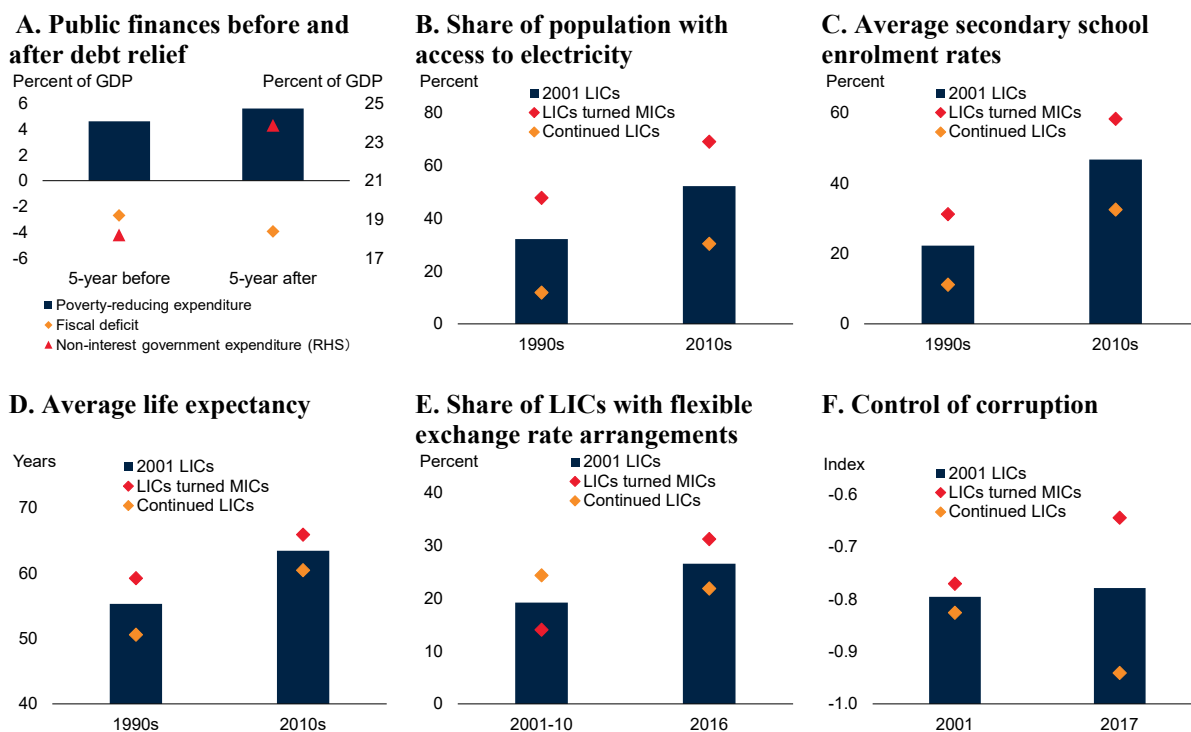 A. Public finances before and
after debt relief
Percent of GDP
Percent of GDP
6
4
2
0
-2
-4
-6
25
23
21
19
17
5-year before
5-year after
Poverty-reducing expenditure
Fiscal deficit
Non-interest government expenditure (RHS)
B. Share of population with
access to electricity
Percent
2001 LICs
LICs turned MICs
Continued LICs
80
60
40
20
0
1990s
2010s
C. Average secondary school
enrolment rates
Percent
2001 LICs
LICs turned MICs
Continued LICs
60
40
20
0
1990s
2010s
D. Average life expectancy
Years
2001 LICs
LICs turned MICs
Continued LICs
70
60
50
40
1990s
2010s
E. Share of LICs with flexible
exchange rate arrangements
Percent
2001 LICs
LICs turned MICs
Continued LICs
40
30
20
10
0
2001-10
2016
F. Control of corruption
Index
2001 LICs
LICs turned MICs
Continued LICs
-0.6
-0.7
-0.8
-0.9
-1.0
2001
2017